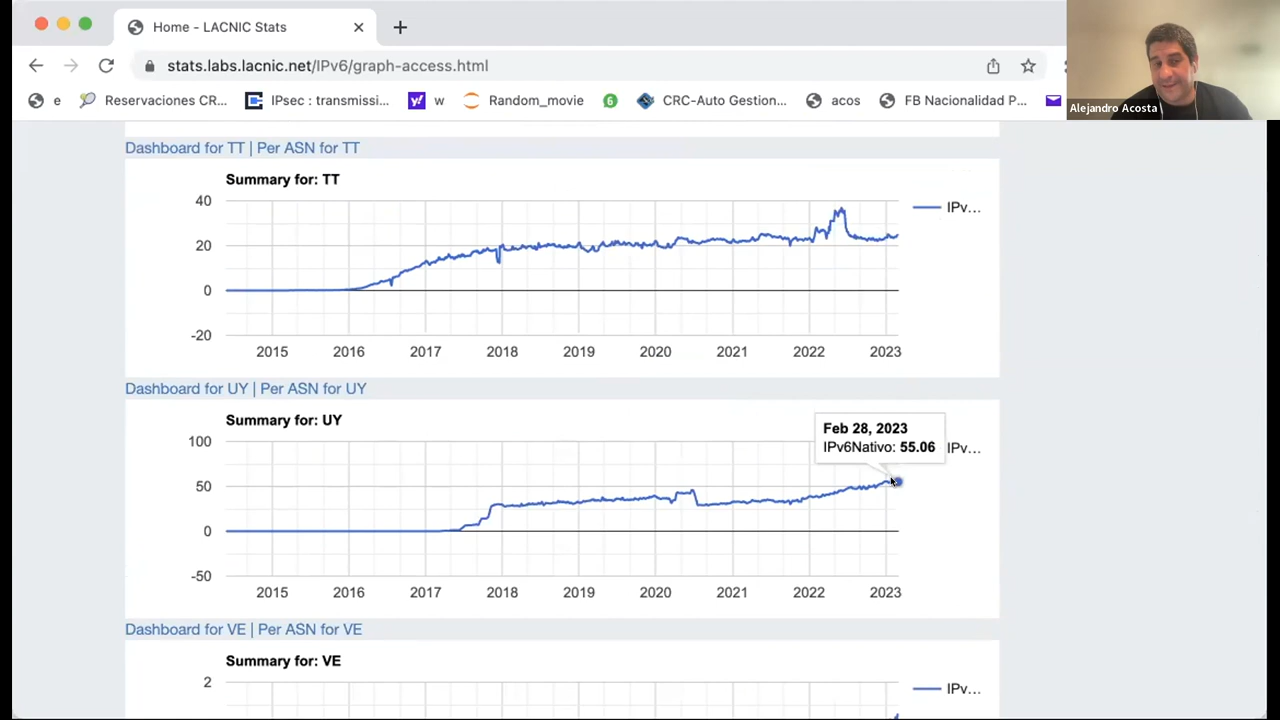 Home - LACNIC Stats
stats.labs.lacnic.net/IPv6/graph-access.html
e
Reservaciones CR...
IPsec : transmissi...
w
Random_movie
6
CRC-Auto Gestion...
acos
FB Nacionalidad P...
Alejandro Acosta
Dashboard for TT | Per ASN for TT
Summary for: TT
IPv...
40
20
0
-20
2015 2016 2017 2018 2019 2020 2021 2022 2023
Dashboard for UY | Per ASN for UY
Summary for: UY
Feb 28, 2023
IPv6Nativo: 55.06
IPv...
100
50
0
-50
2015 2016 2017 2018 2019 2020 2021 2022 2023
Dashboard for VE | Per ASN for VE
Summary for: VE
IPv...
2